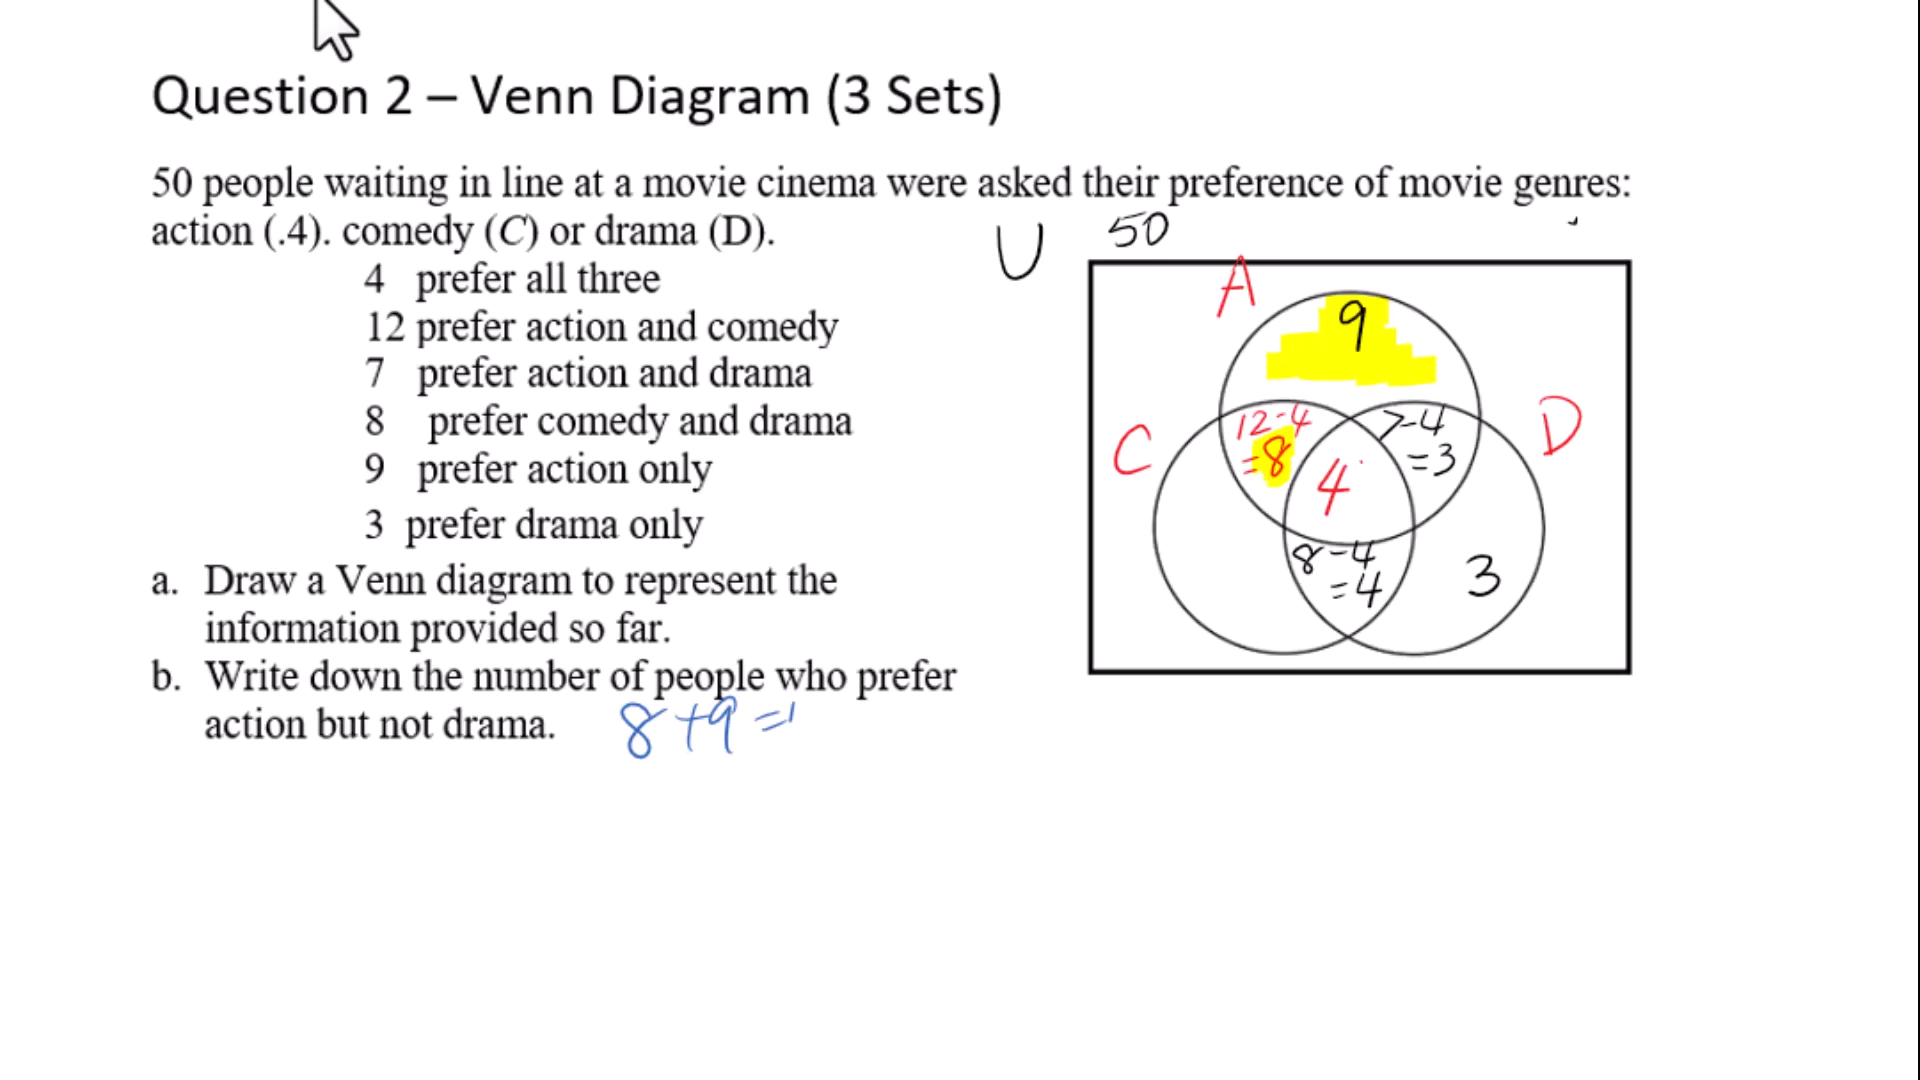 Question 2 – Venn Diagram (3 Sets)
50 people waiting in line at a movie cinema were asked their preference of movie genres:
action (.4). comedy (C) or drama (D).
4 prefer all three
12 prefer action and comedy
7 prefer action and drama
8 prefer comedy and drama
9 prefer action only
3 prefer drama only
a. Draw a Venn diagram to represent the
information provided so far.
b. Write down the number of people who prefer
action but not drama.
8+9=1
U 50
A
9
C
12-4
=8
4
7-4
=3
D
8-4
=4
3